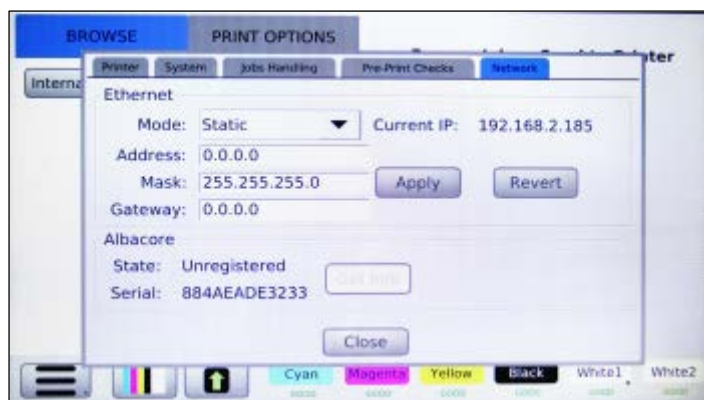 BROWSE PRINT OPTIONS
Printer System Jobs Handling Pre-Print Checks Network
Ethernet
Mode: Static Current IP: 192.168.2.185
Address: 0.0.0.0
Mask: 255.255.255.0 Apply Revert
Gateway: 0.0.0.0
Albacore
State: Unregistered
Serial: 884AEADE3233
Close
Cyan Magenta Yellow Black White1 White2